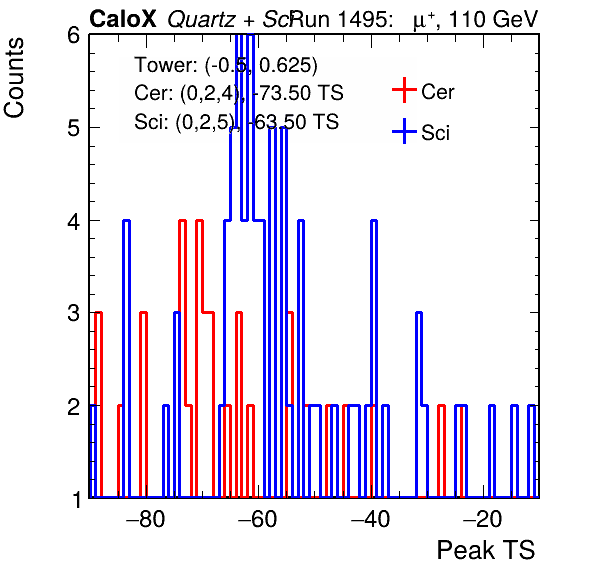 CaloX Quartz + Sci Run 1495: μ+, 110 GeV
Counts
Tower: (-0.5, 0.625)
Cer: (0,2,4), -73.50 TS
Sci: (0,2,5), -63.50 TS
Cer
Sci
6
5
4
3
2
1
−80 −60 −40 −20
Peak TS